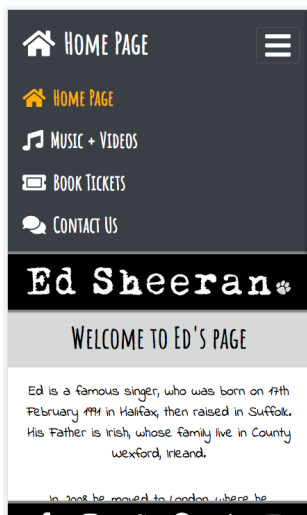 Home Page
Home Page
Music + Videos
Book Tickets
Contact Us
Ed Sheeran
Welcome to Ed's page
Ed is a famous singer, who was born on 17th
February 1991 in Halifax, then raised in Suffolk.
His Father is Irish, whose family live in County
Wexford, Irleand.
In 2008 he moved to London where he